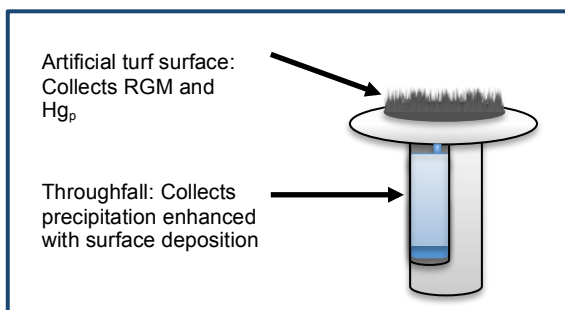 Artificial turf surface:
Collects RGM and
Hgₚ
Throughfall: Collects
precipitation enhanced
with surface deposition